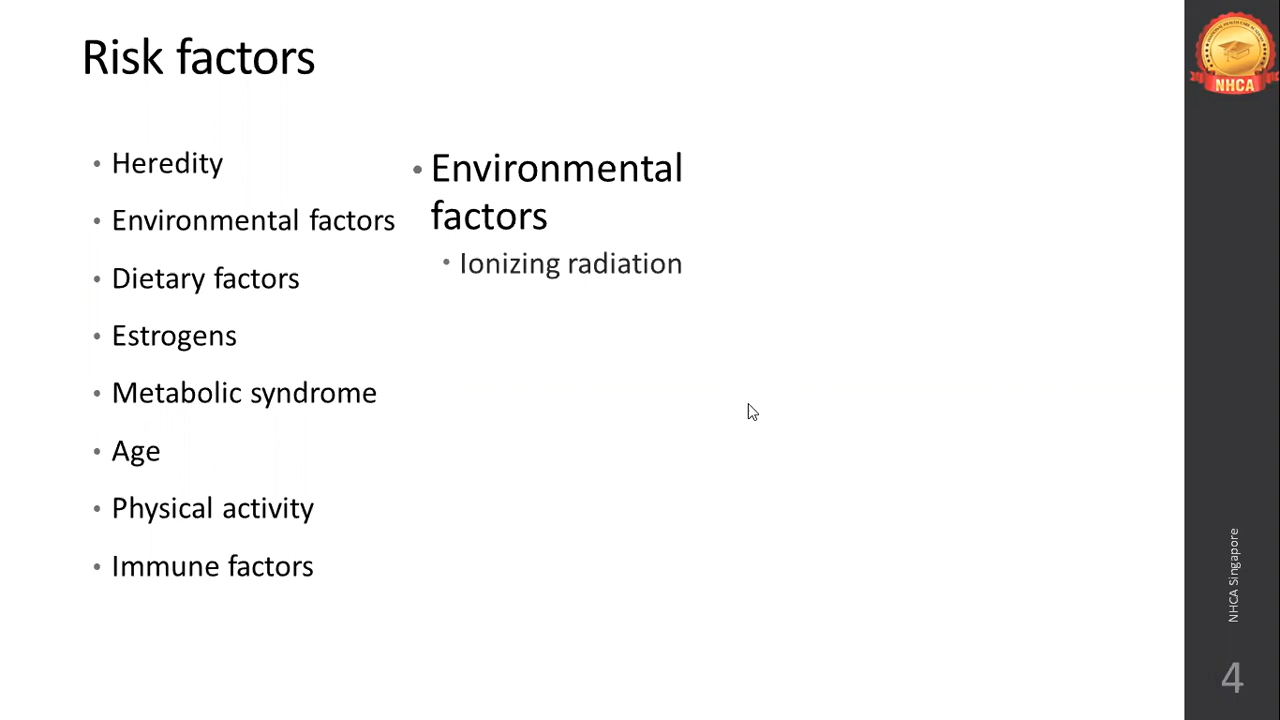 Risk factors
• Heredity
• Environmental factors
• Dietary factors
• Estrogens
• Metabolic syndrome
• Age
• Physical activity
• Immune factors
• Environmental
factors
• Ionizing radiation
NHCA
NHCA Singapore
4